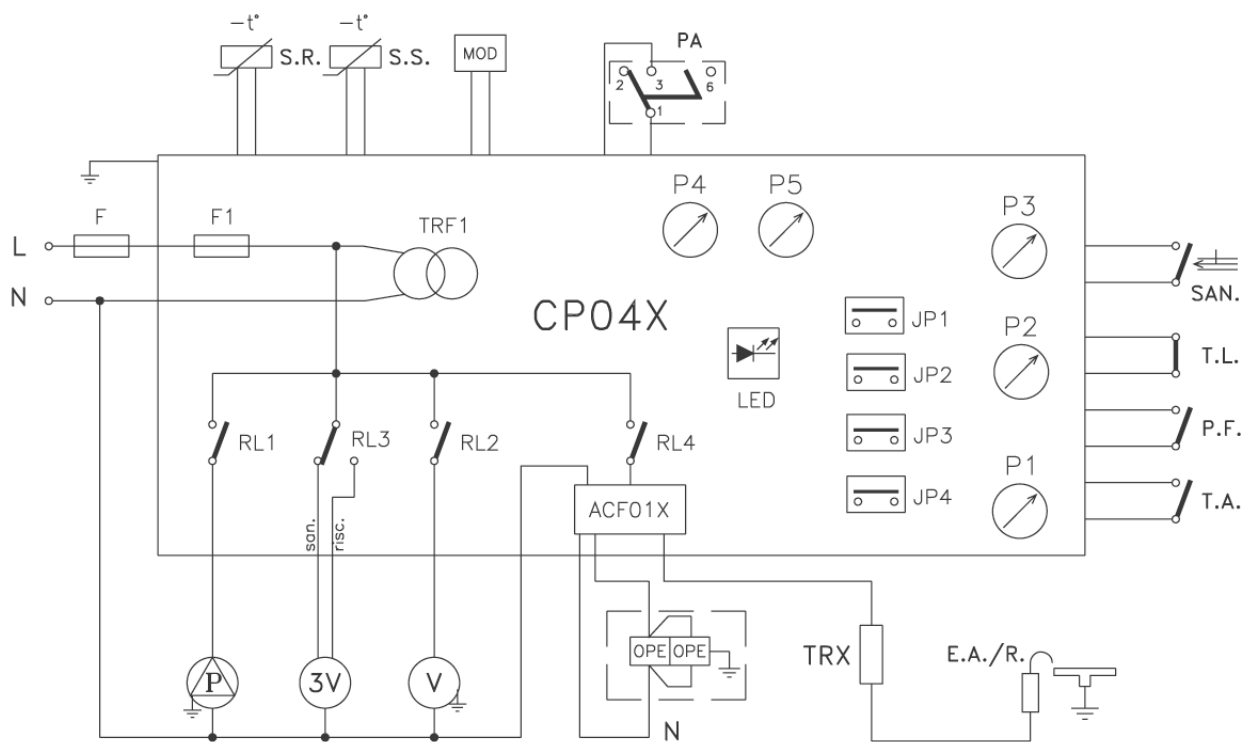 -t°
-t°
S.R.
S.S.
MOD
PA
2
3
6
1
P4
P5
P3
F
F1
TRF1
L
N
SAN.
CP04X
JP1
P2
T.L.
JP2
LED
RL1
RL3
RL2
RL4
JP3
P.F.
P1
JP4
T.A.
ACF01X
san.
risc.
OPE
OPE
TRX
E.A./R.
P
3V
V
N